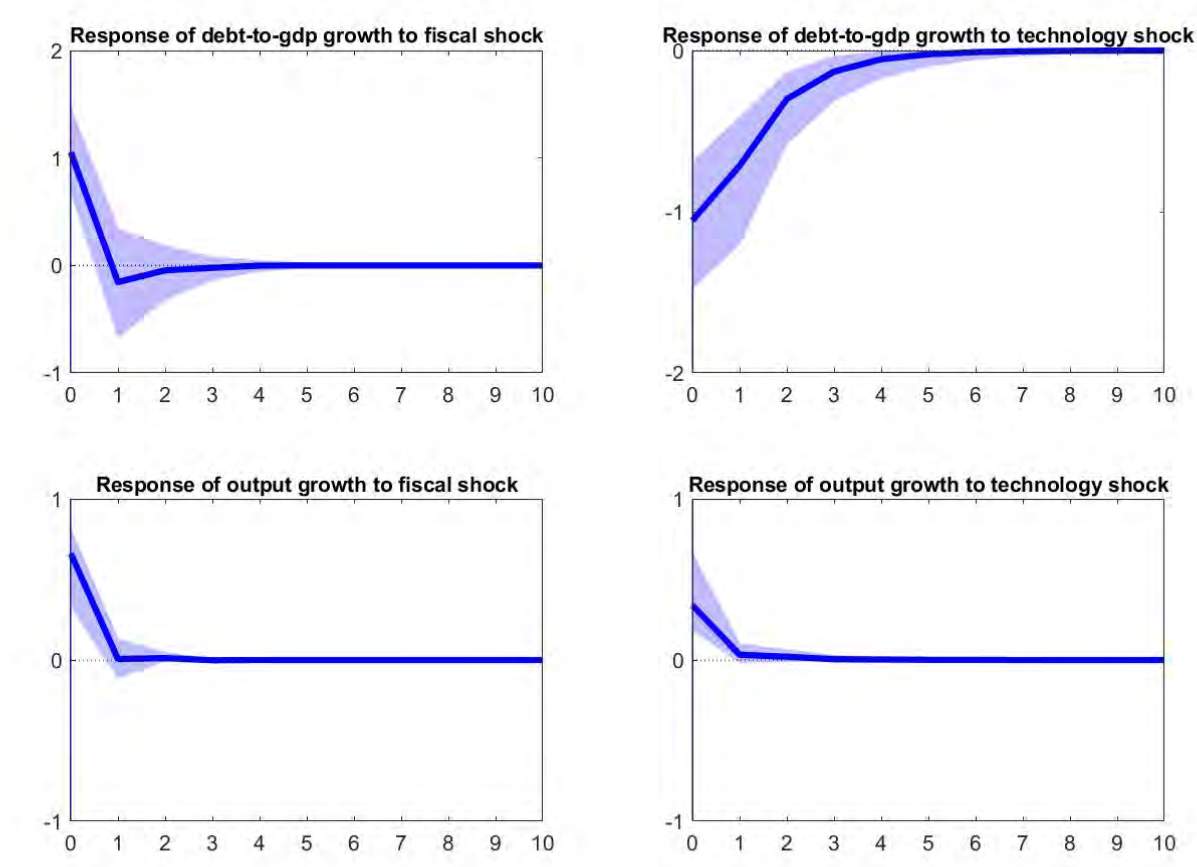 Response of debt-to-gdp growth to fiscal shock
2
1
0
-1
0 1 2 3 4 5 6 7 8 9 10
Response of debt-to-gdp growth to technology shock
0
-1
-2
0 1 2 3 4 5 6 7 8 9 10
Response of output growth to fiscal shock
1
0
-1
0 1 2 3 4 5 6 7 8 9 10
Response of output growth to technology shock
1
0
-1
0 1 2 3 4 5 6 7 8 9 10